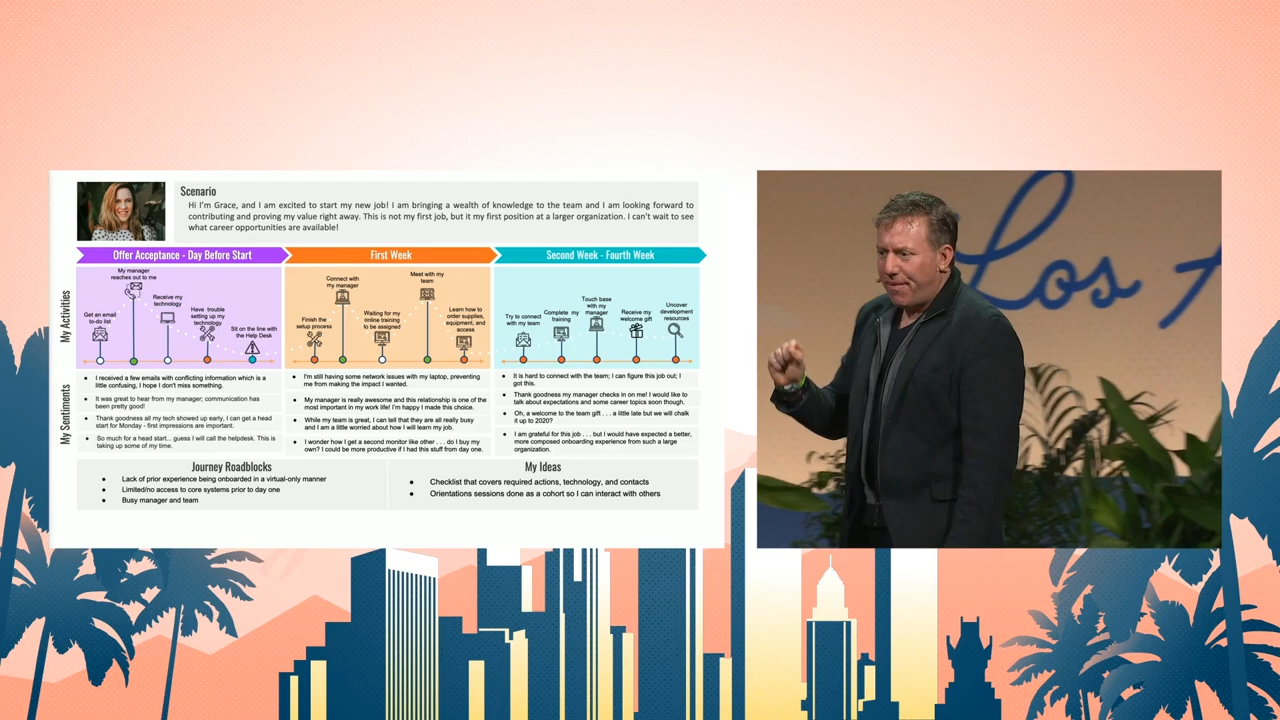 Scenario
Hi I'm Grace, and I am excited to start my new job! I am bringing a wealth of knowledge to the team and I am looking forward to
contributing and proving my value right away. This is not my first job, but it my first position at a larger organization. I can't wait to see
what career opportunities are available!
Offer Acceptance - Day Before Start
First Week
Second Week - Fourth Week
My Activities
Get an email
to-do list
My manager
reaches out to me
Receive my
technology
Have trouble
setting up my
technology
Sit on the line with
the Help Desk
Finish the
setup process
Connect with
my manager
Waiting for my
online training
to be assigned
Meet with my
team
Learn how to
order supplies,
equipment, and
access
Try to connect
with my team
Complete my
training
Touch base
with my
manager
Receive my
welcome gift
Uncover
development
resources
My Sentiments
I received a few emails with conflicting information which is a
little confusing, I hope I don't miss something.
It was great to hear from my manager; communication has
been pretty good!
Thank goodness all my tech showed up early, I can get a head
start for Monday - first impressions are important.
So much for a head start... guess I will call the helpdesk. This is
taking up some of my time.
I'm still having some network issues with my laptop, preventing
me from making the impact I wanted.
My manager is really awesome and this relationship is one of the
most important in my work life! I'm happy I made this choice.
While my team is great, I can tell that they are all really busy
and I am a little worried about how I will learn my job.
I wonder how I get a second monitor like other . . . do I buy my
own? I could be more productive if I had this stuff from day one.
It is hard to connect with the team; I can figure this job out; I
got this.
Thank goodness my manager checks in on me! I would like to
talk about expectations and some career topics soon though.
Oh, a welcome to the team gift . . . a little late but we will chalk
it up to 2020?
I am grateful for this job . . . but I would have expected a better,
more composed onboarding experience from such a large
organization.
Journey Roadblocks
Lack of prior experience being onboarded in a virtual-only manner
Limited/no access to core systems prior to day one
Busy manager and team
My Ideas
Checklist that covers required actions, technology, and contacts
Orientations sessions done as a cohort so I can interact with others
Los